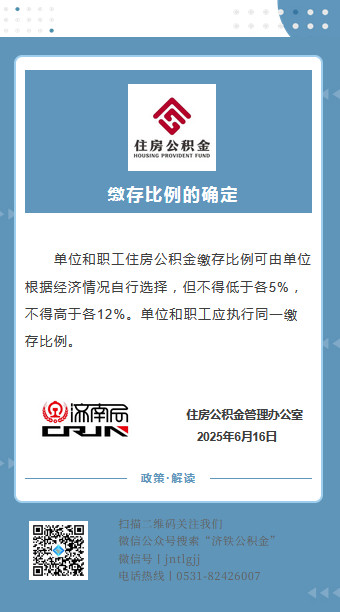 住房公积金
HOUSING PROVIDENT FUND
缴存比例的确定
单位和职工住房公积金缴存比例可由单位
根据经济情况自行选择，但不得低于各5%，
不得高于各12%。单位和职工应执行同一缴
存比例。
济南局
CRJN
住房公积金管理办公室
2025年6月16日
政策·解读
扫描二维码关注我们
微信公众号搜索“济铁公积金”
微信号丨jntlgjj
电话热线丨0531-82426007